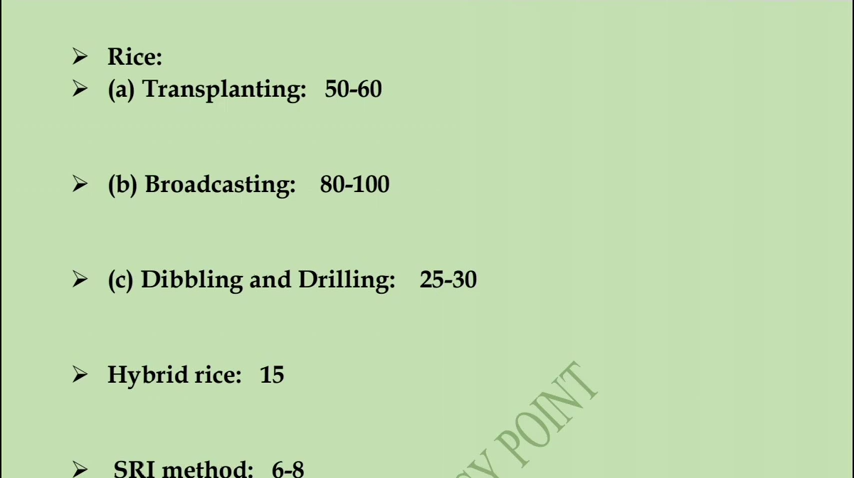 ➢ Rice:
➢ (a) Transplanting: 50-60
➢ (b) Broadcasting: 80-100
➢ (c) Dibbling and Drilling: 25-30
➢ Hybrid rice: 15
➢ SRI method: 6-8
POINT